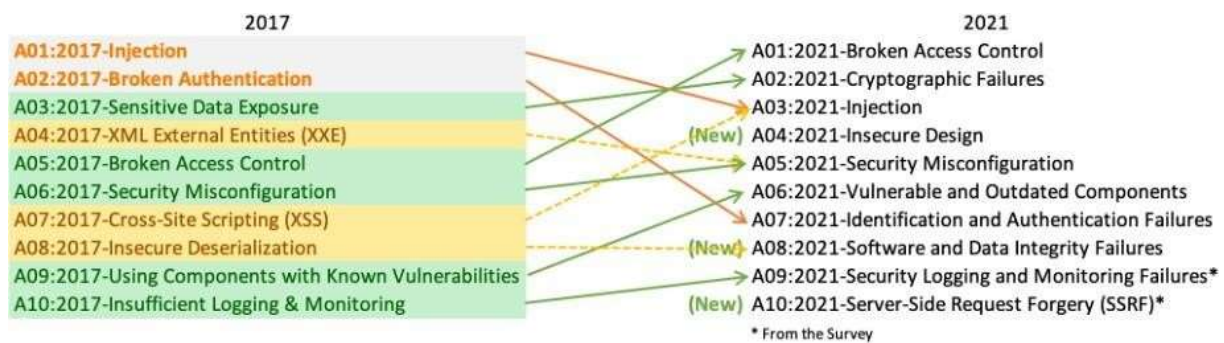 2017
A01:2017-Injection
A02:2017-Broken Authentication
A03:2017-Sensitive Data Exposure
A04:2017-XML External Entities (XXE)
A05:2017-Broken Access Control
A06:2017-Security Misconfiguration
A07:2017-Cross-Site Scripting (XSS)
A08:2017-Insecure Deserialization
A09:2017-Using Components with Known Vulnerabilities
A10:2017-Insufficient Logging & Monitoring
2021
A01:2021-Broken Access Control
A02:2021-Cryptographic Failures
A03:2021-Injection
(New) A04:2021-Insecure Design
A05:2021-Security Misconfiguration
A06:2021-Vulnerable and Outdated Components
A07:2021-Identification and Authentication Failures
(New) A08:2021-Software and Data Integrity Failures
A09:2021-Security Logging and Monitoring Failures*
(New) A10:2021-Server-Side Request Forgery (SSRF)*
* From the Survey